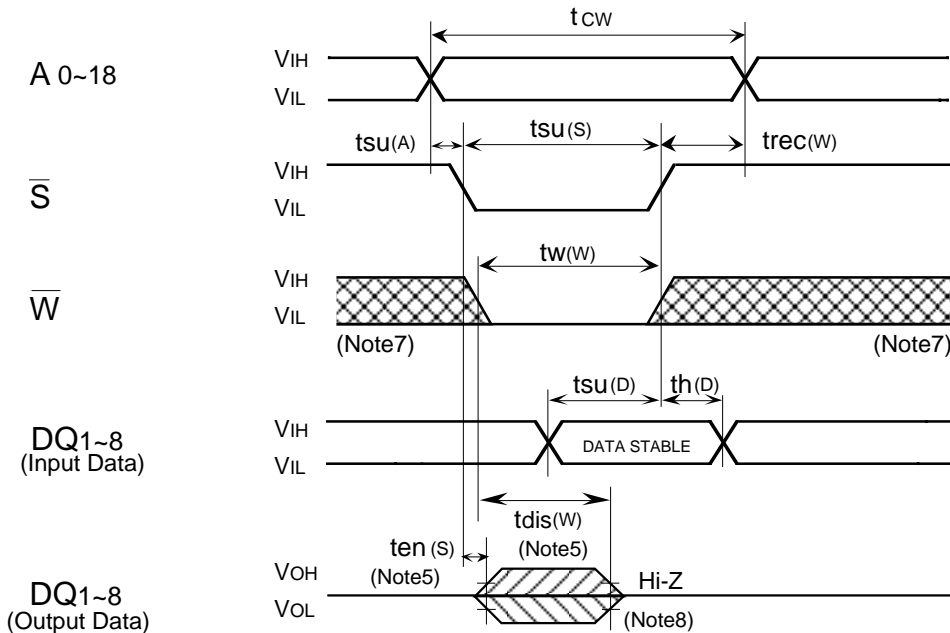 tCW
A 0~18
VIH
VIL
tsu(A)
tsu(S)
trec(W)
S
VIH
VIL
tw(W)
W
VIH
VIL
(Note7)
(Note7)
tsu(D)
th(D)
DQ1~8
(Input Data)
VIH
VIL
DATA STABLE
tdis(W)
(Note5)
ten(S)
(Note5)
DQ1~8
(Output Data)
VOH
VOL
Hi-Z
(Note8)